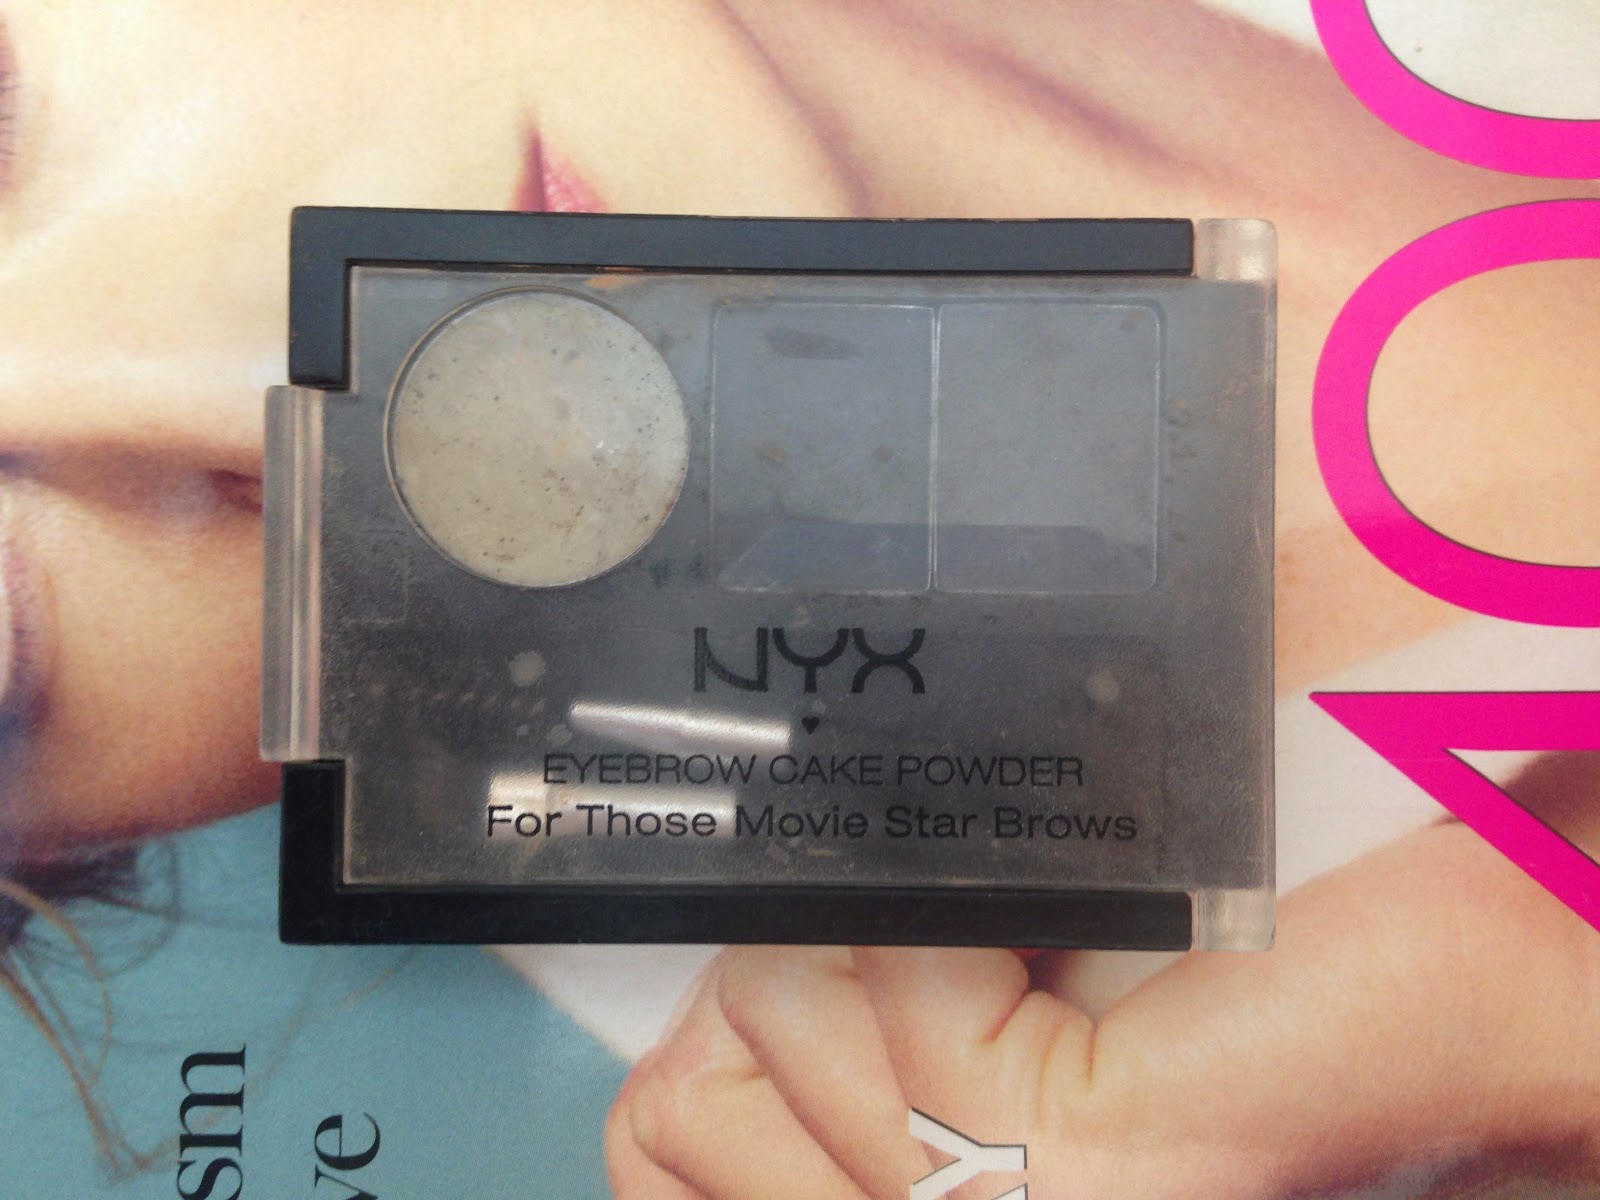 NYX
EYEBROW CAKE POWDER
For Those Movie Star Brows